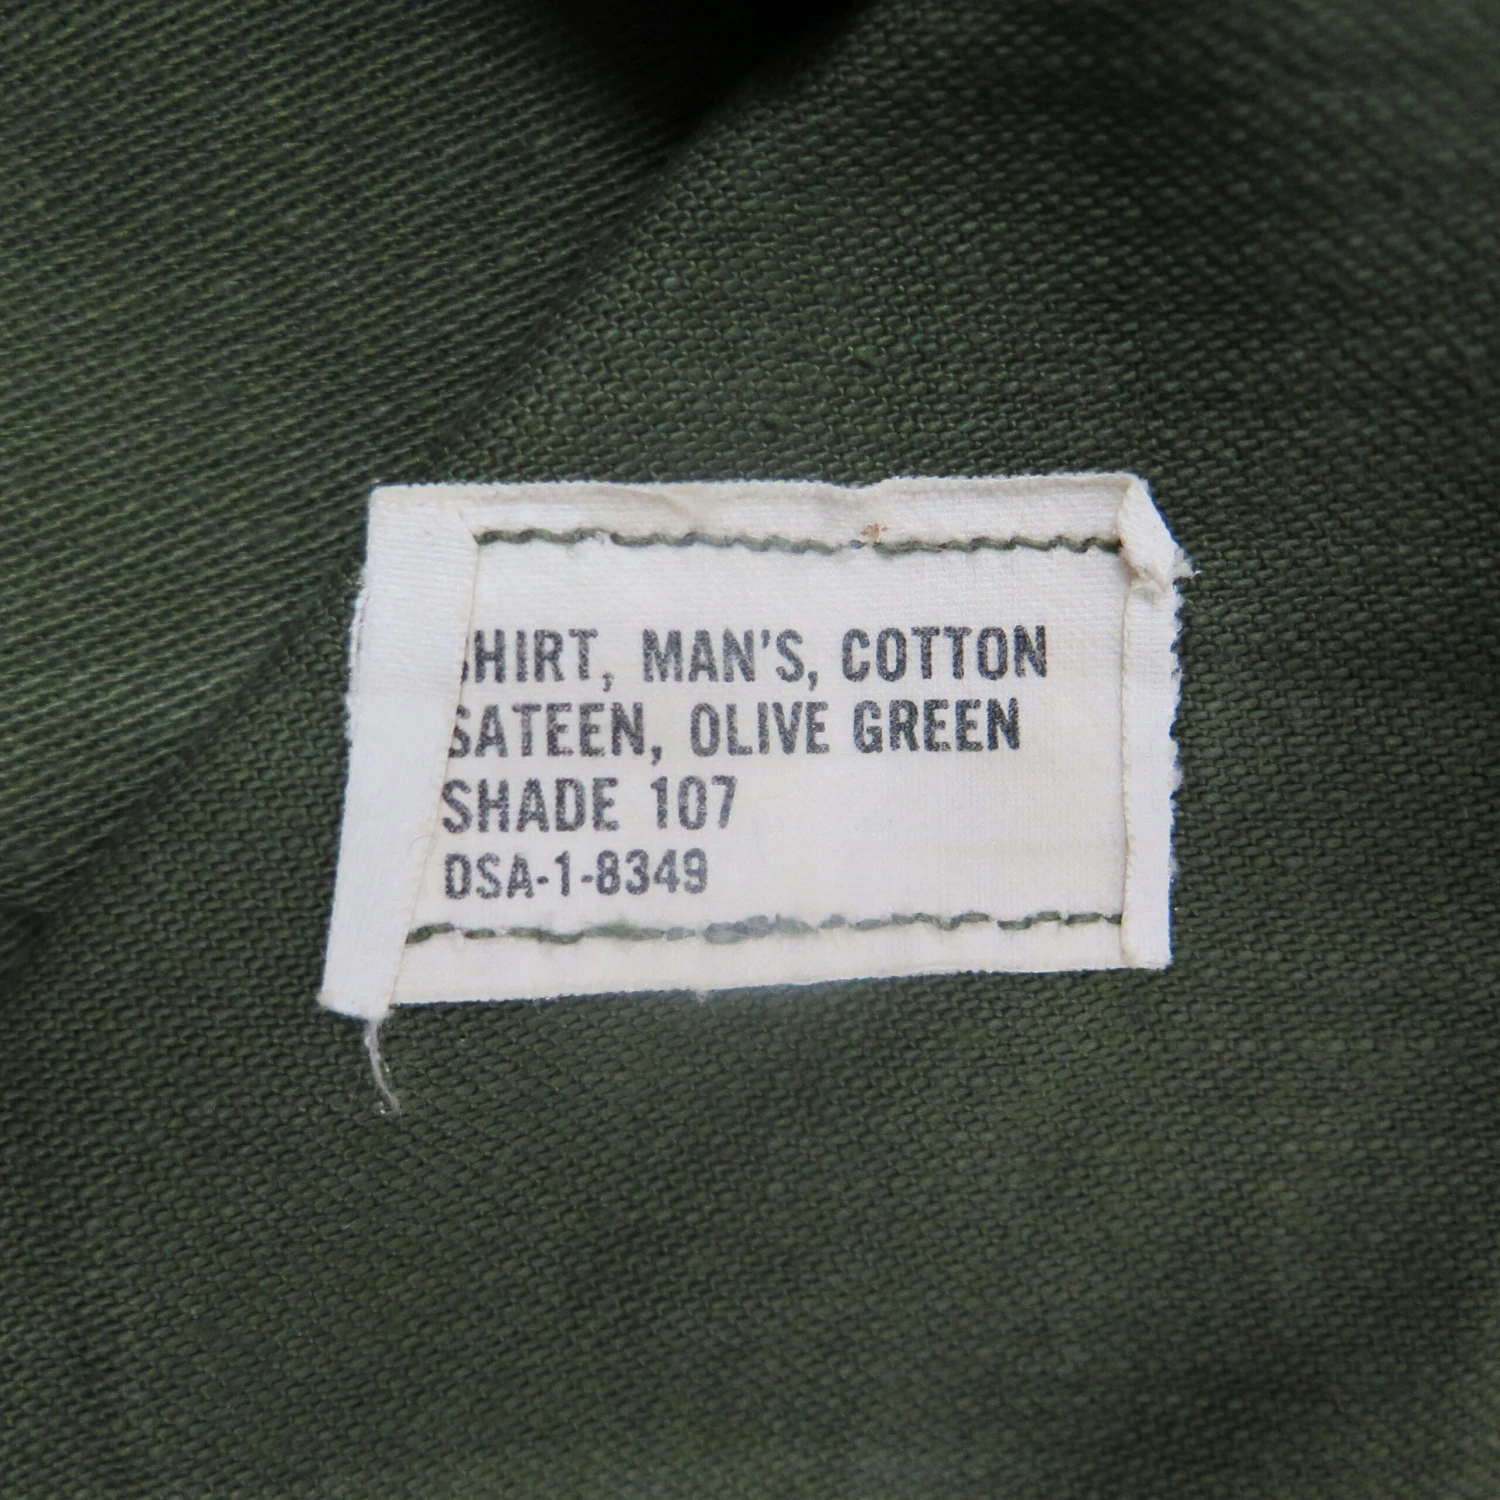 SHIRT, MAN'S, COTTON
SATEEN, OLIVE GREEN
SHADE 107
DSA-1-8349